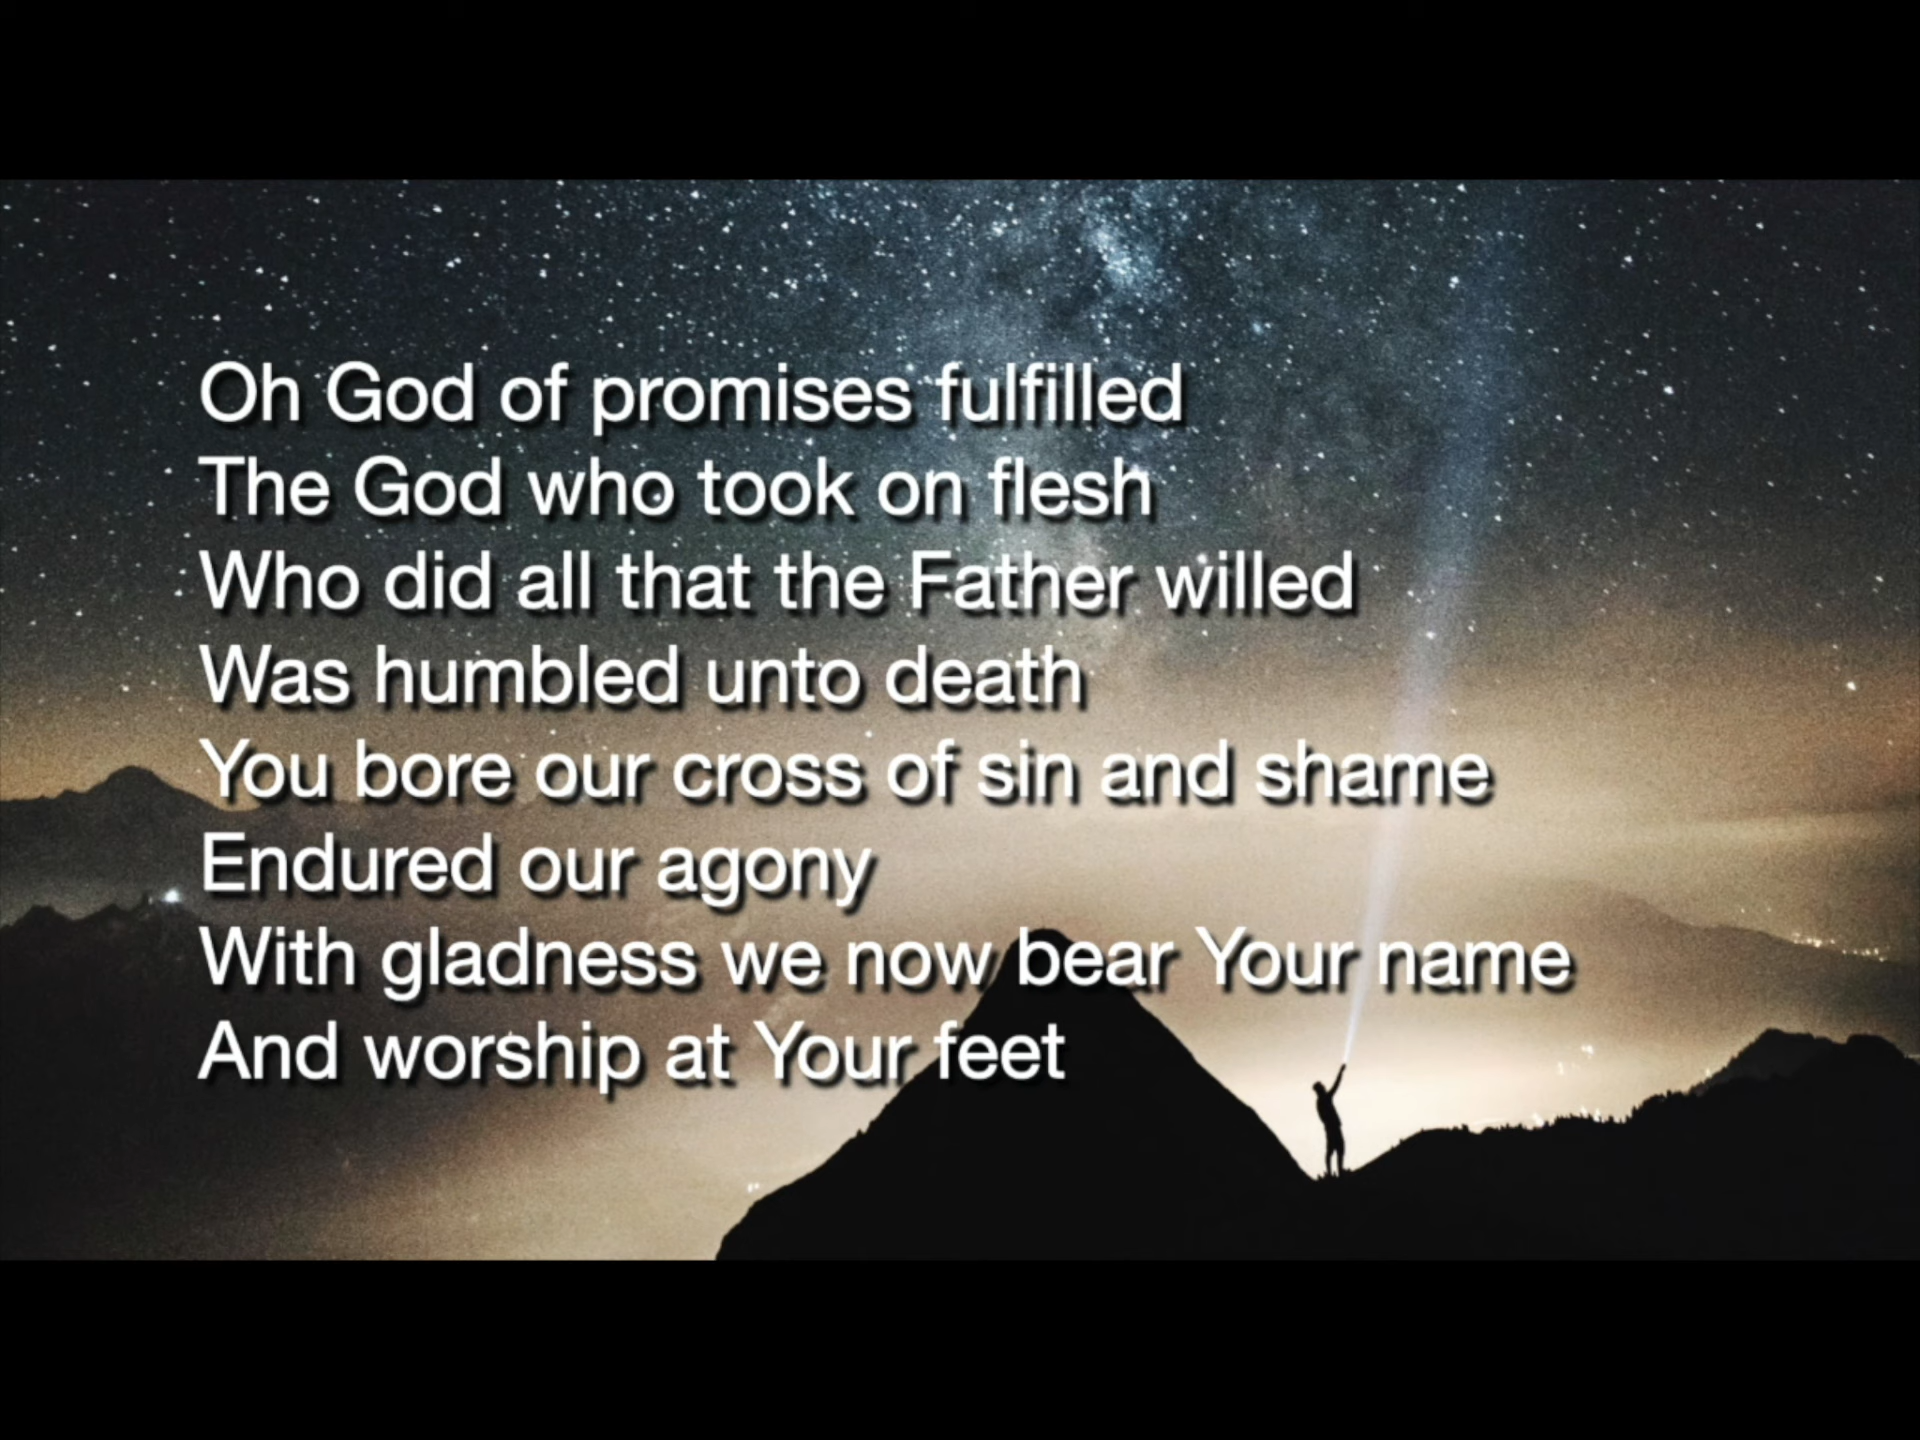 Oh God of promises fulfilled
The God who took on flesh
Who did all that the Father willed
Was humbled unto death
You bore our cross of sin and shame
Endured our agony
With gladness we now bear Your name
And worship at Your feet